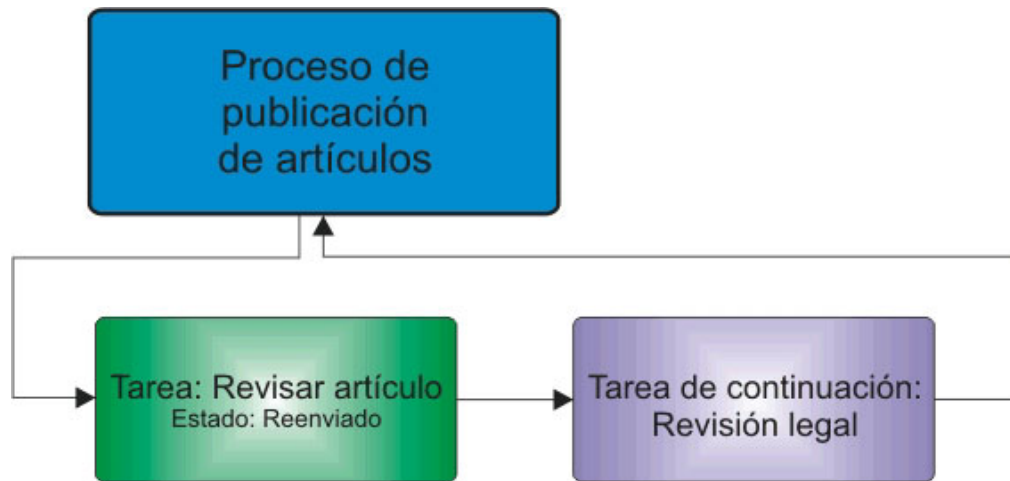 Proceso de
publicación
de artículos
Tarea: Revisar artículo
Estado: Reenviado
Tarea de continuación:
Revisión legal